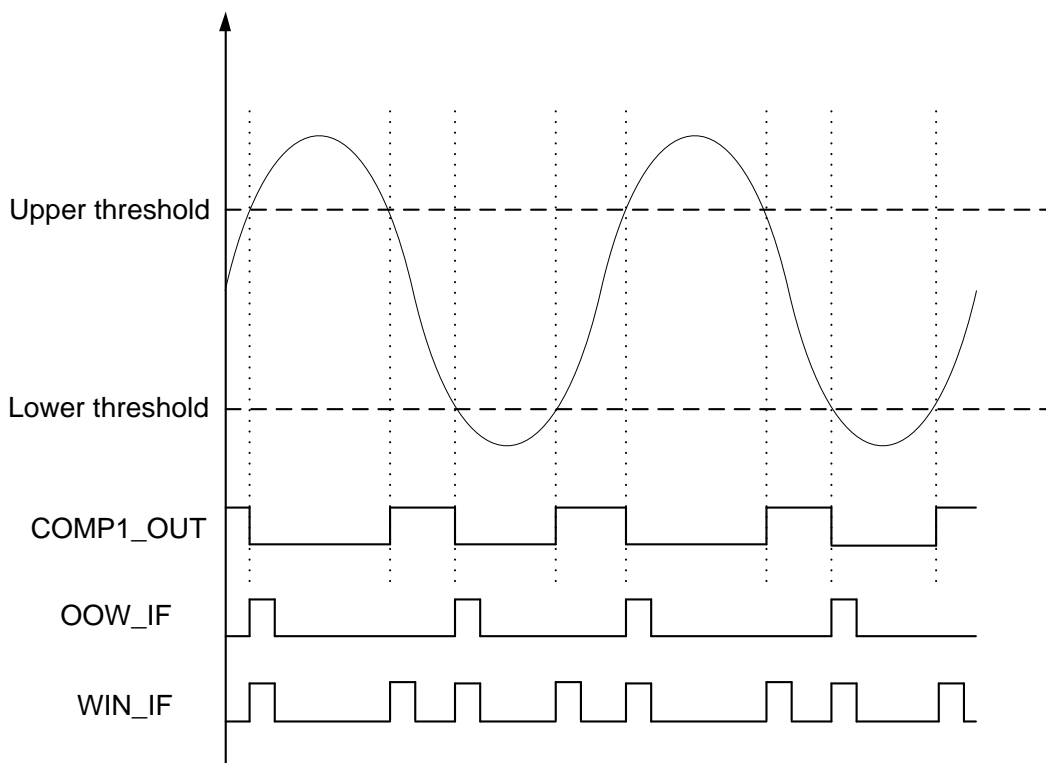 Upper threshold
Lower threshold
COMP1_OUT
OOW_IF
WIN_IF